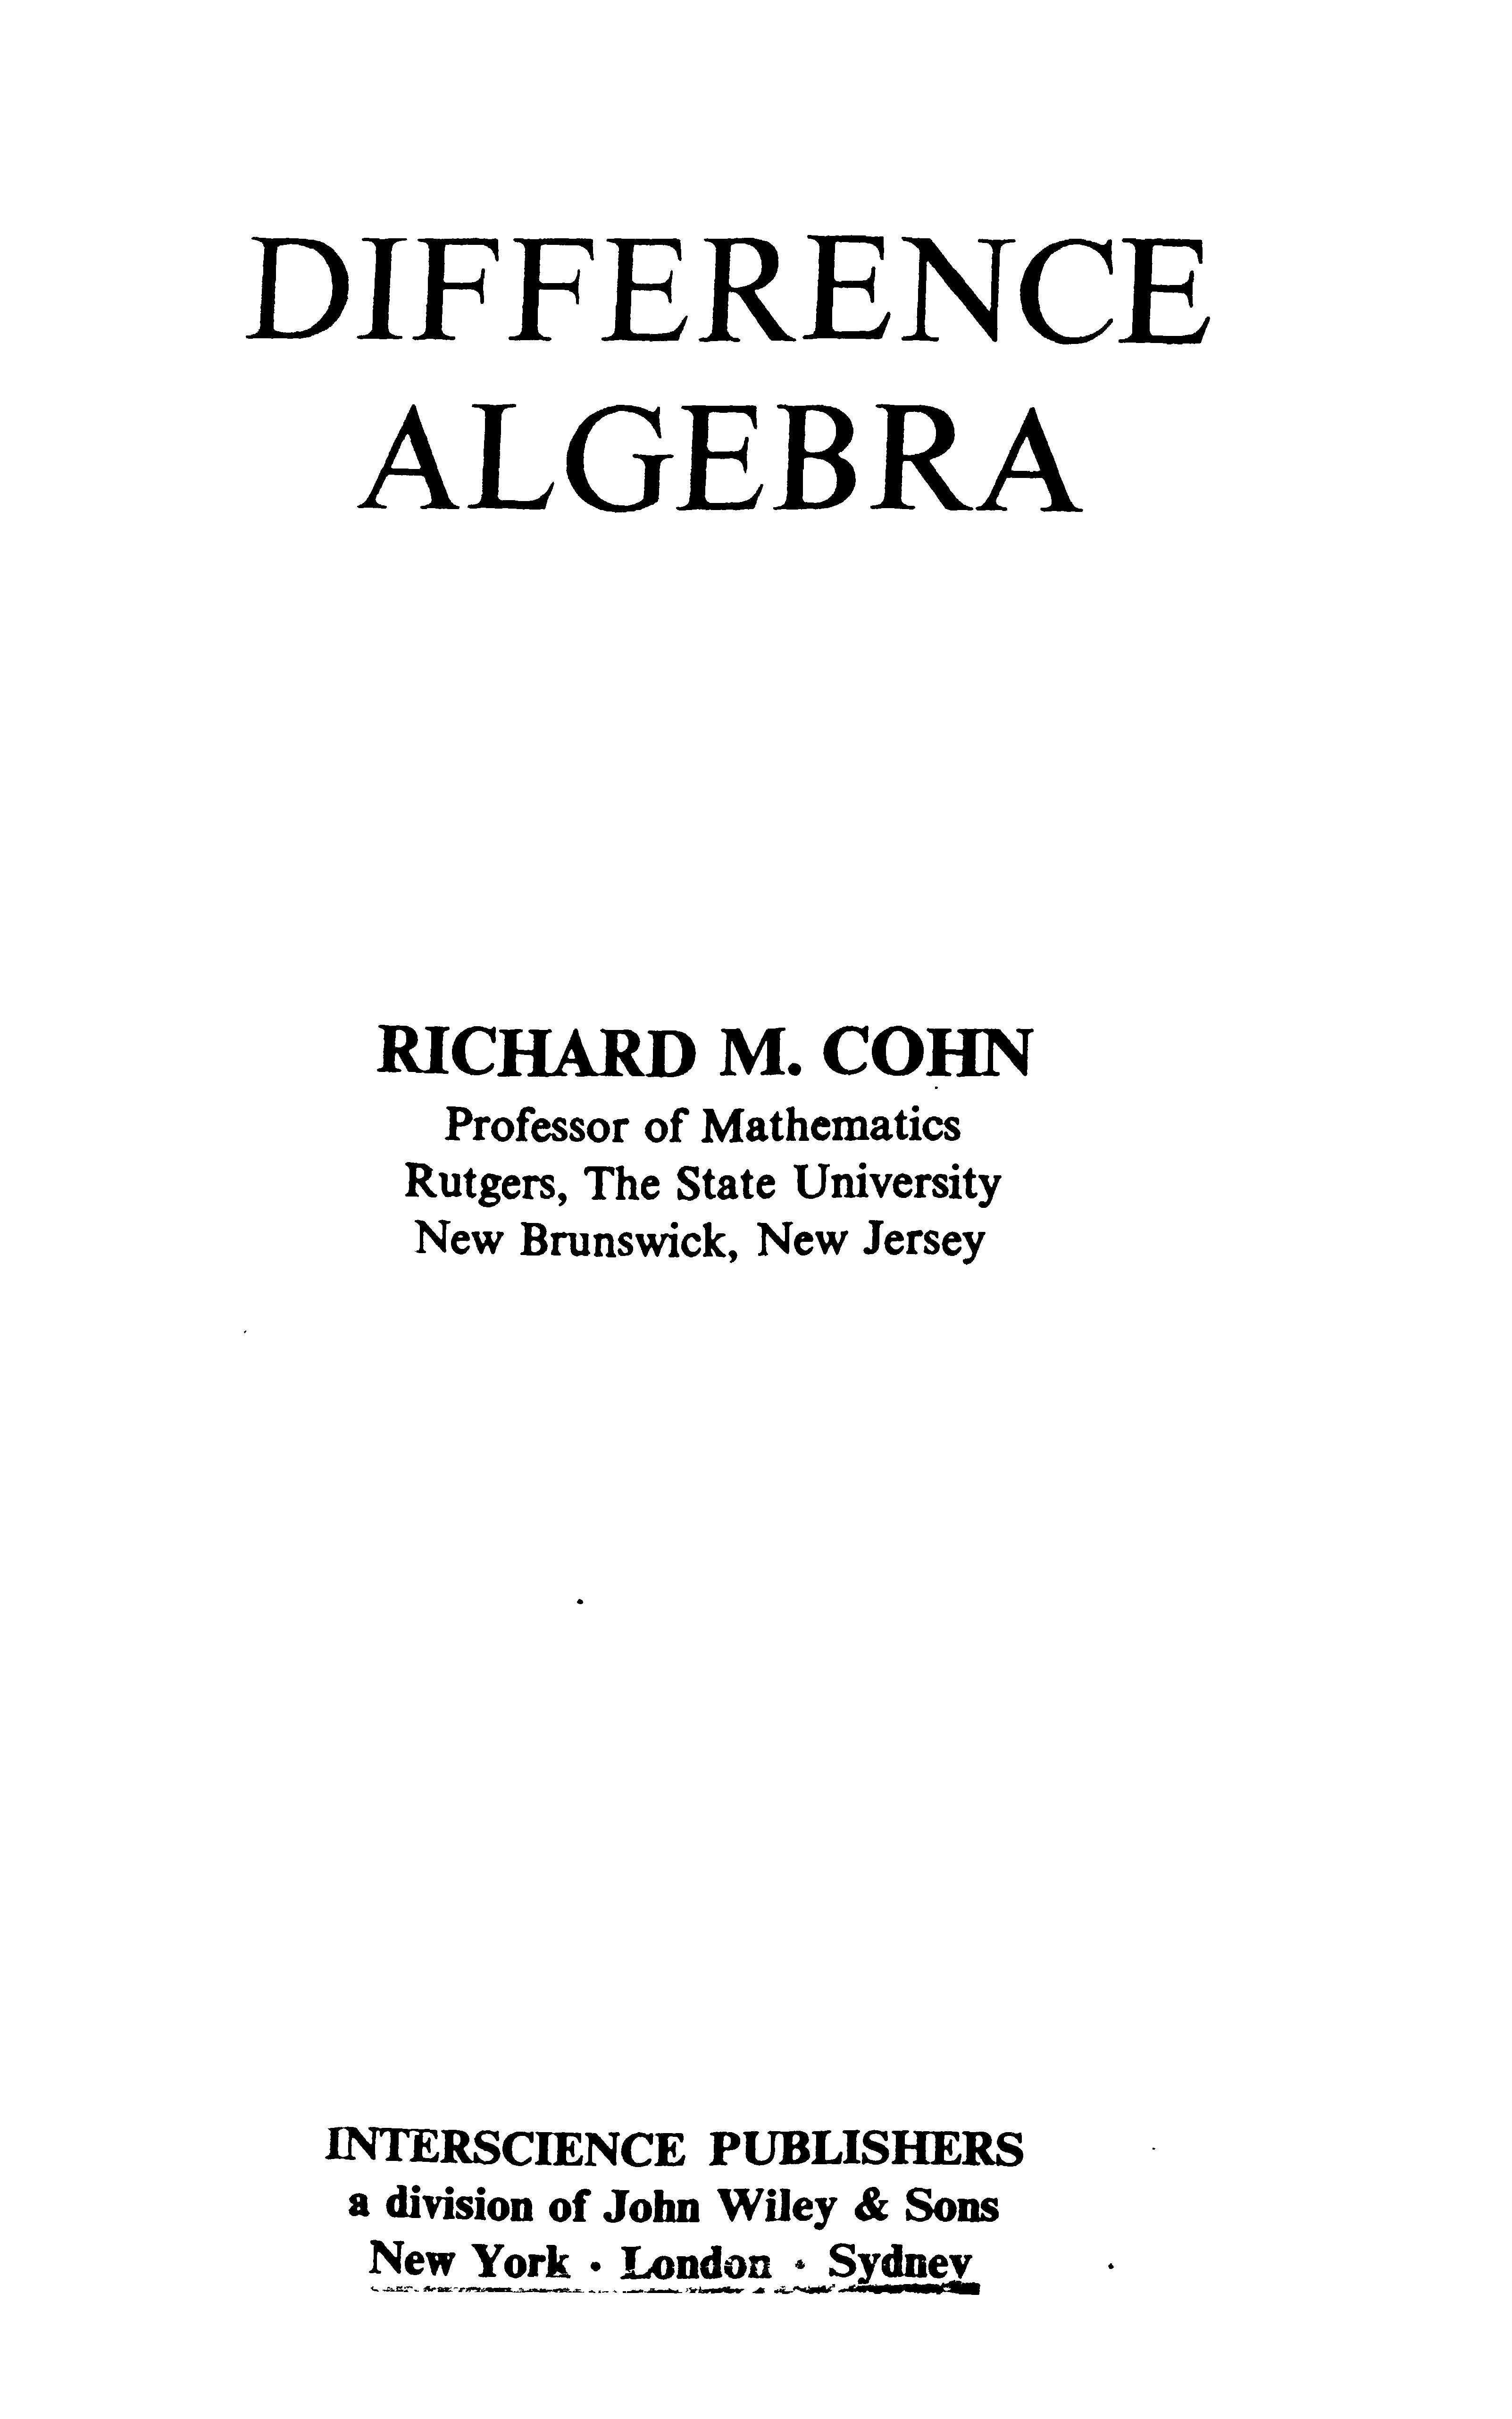 DIFFERENCE
ALGEBRA
RICHARD M. COHN
Professor of Mathematics
Rutgers, The State University
New Brunswick, New Jersey
INTERSCIENCE PUBLISHERS
a division of John Wiley & Sons
New York · London · Sydney